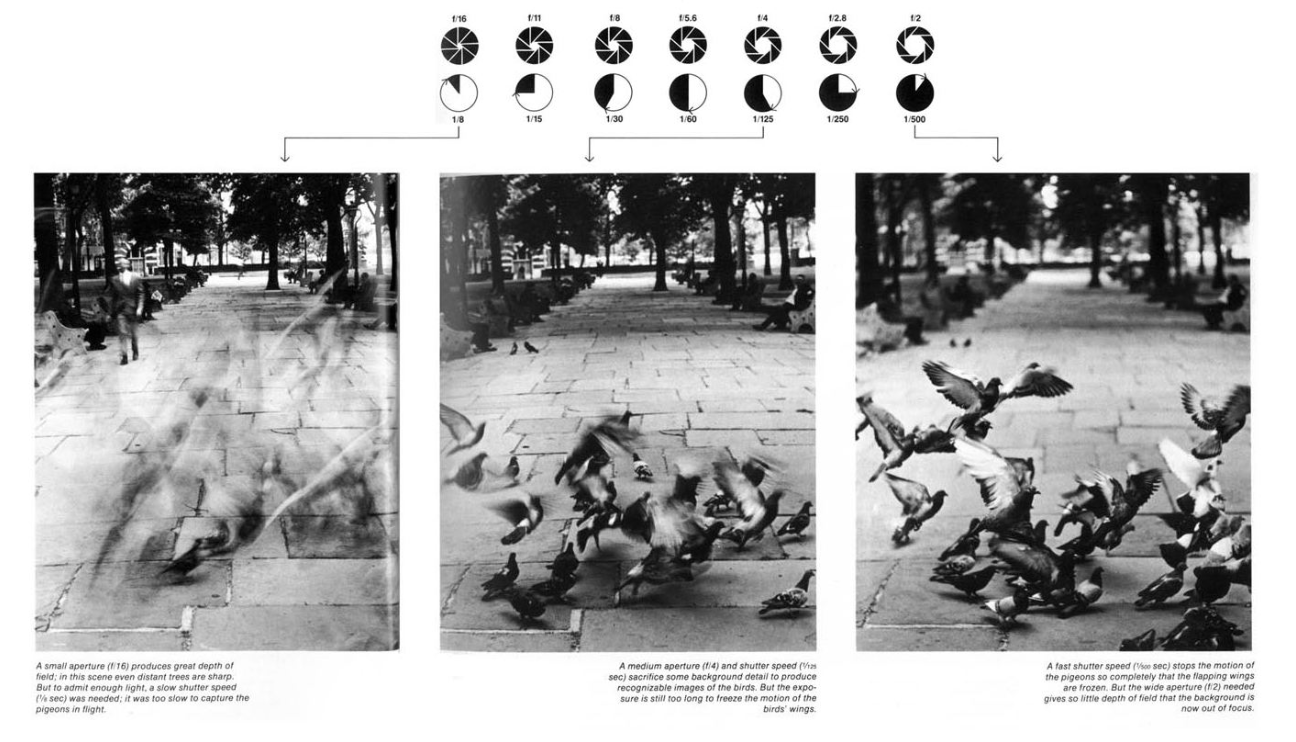 f/16 f/11 f/8 f/5.6 f/4 f/2.8 f/2
1/8 1/15 1/30 1/60 1/125 1/250 1/500
A small aperture (f/16) produces great depth of
field; in this scene even distant trees are sharp.
But to admit enough light, a slow shutter speed
(1/8 sec) was needed; it was too slow to capture the
pigeons in flight.
A medium aperture (f/4) and shutter speed (1/125
sec) sacrifice some background detail to produce
recognizable images of the birds. But the expo-
sure is still too long to freeze the motion of the
birds' wings.
A fast shutter speed (1/500 sec) stops the motion of
the pigeons so completely that the flapping wings
are frozen. But the wide aperture (f/2) needed
gives so little depth of field that the background is
now out of focus.